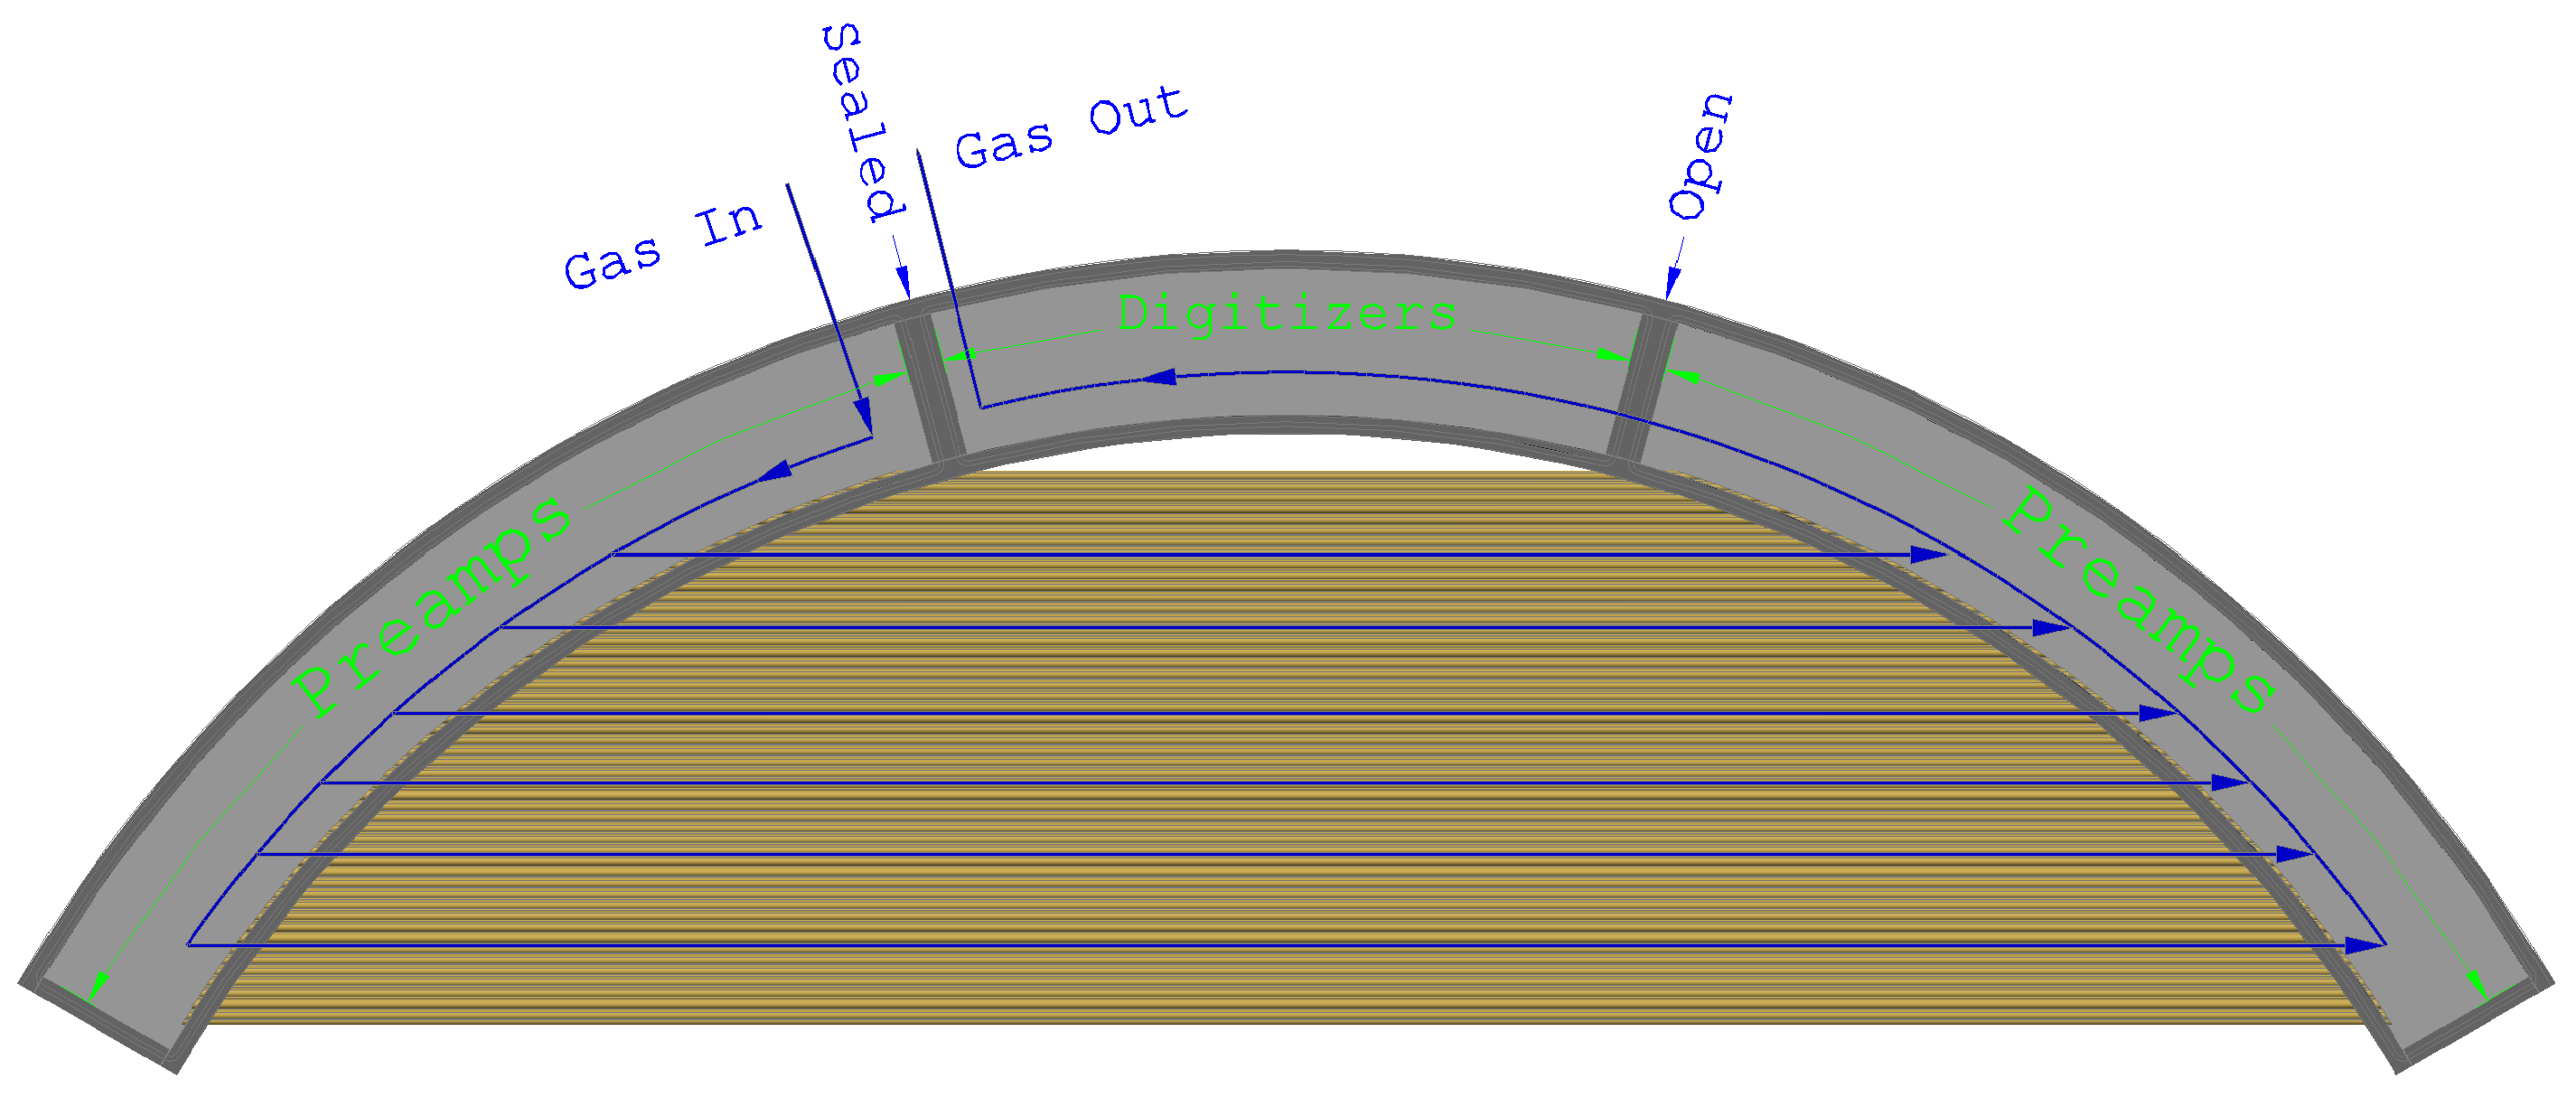 Sealed
Gas Out
Gas In
Open
Digitizers
Preamps
Preamps